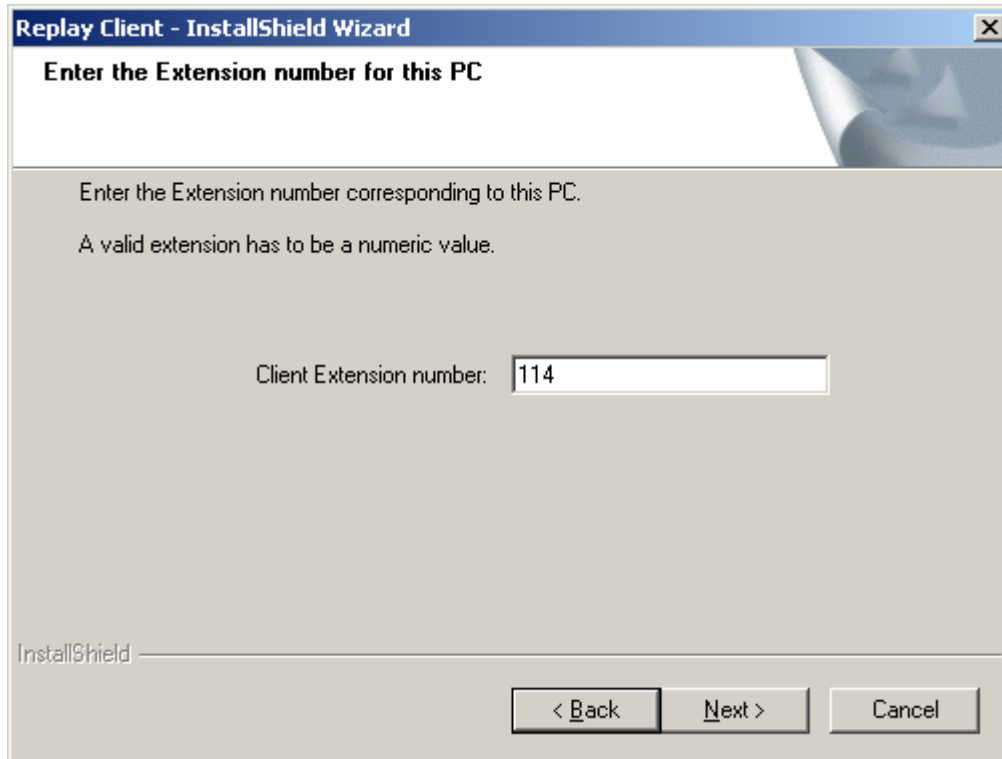 Replay Client - InstallShield Wizard
Enter the Extension number for this PC
Enter the Extension number corresponding to this PC.
A valid extension has to be a numeric value.
Client Extension number: 114
InstallShield
< Back Next > Cancel